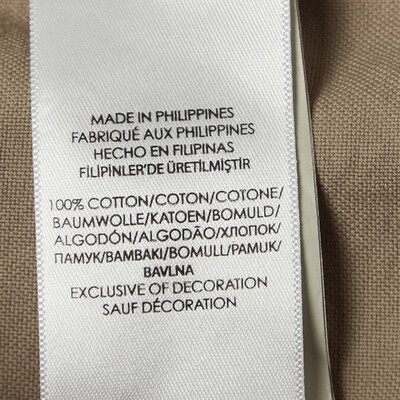 MADE IN PHILIPPINES
FABRIQUÉ AUX PHILIPPINES
HECHO EN FILIPINAS
FİLİPİNLER'DE ÜRETİLMİŞTİR
100% COTTON/COTON/COTONE/
BAUMWOLLE/KATOEN/BOMULD/
ALGODÓN/ALGODÃO/ХЛОПОК/
ПАМУК/BAMBAKI/BOMULL/PAMUK/
BAVLNA
EXCLUSIVE OF DECORATION
SAUF DÉCORATION